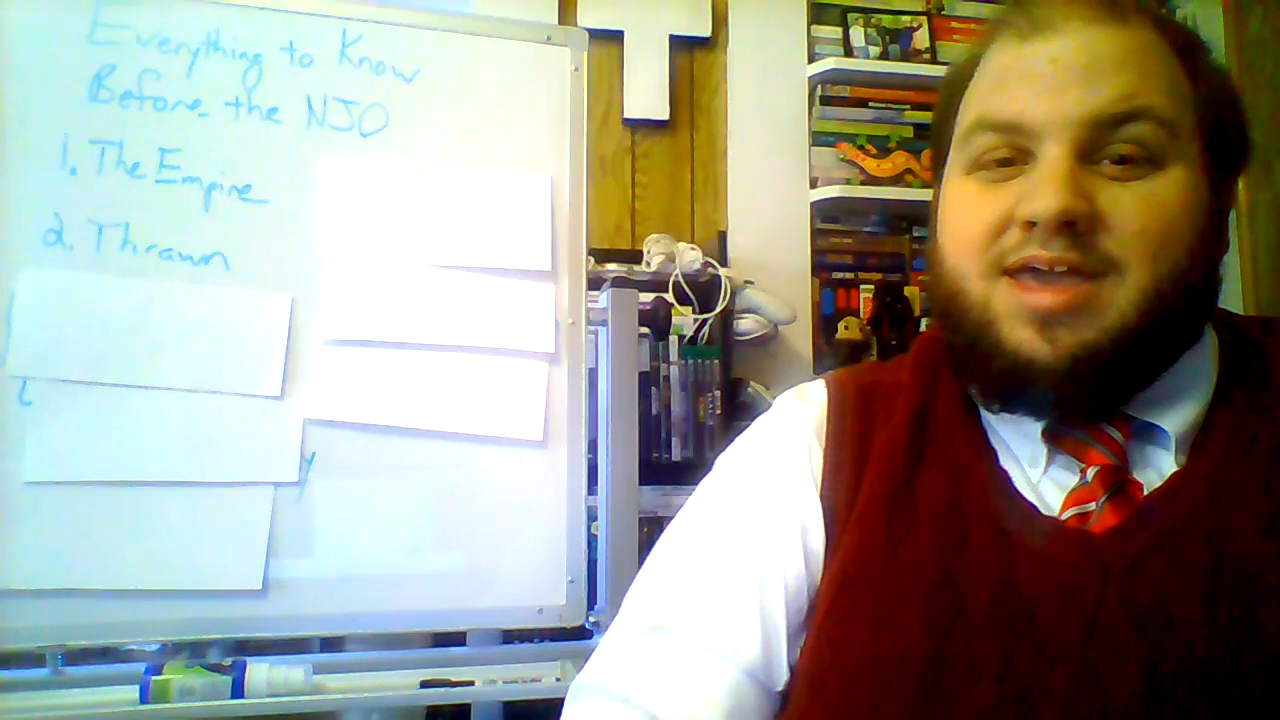 Everything to Know
Before the NJO
1. The Empire
2. Thrawn